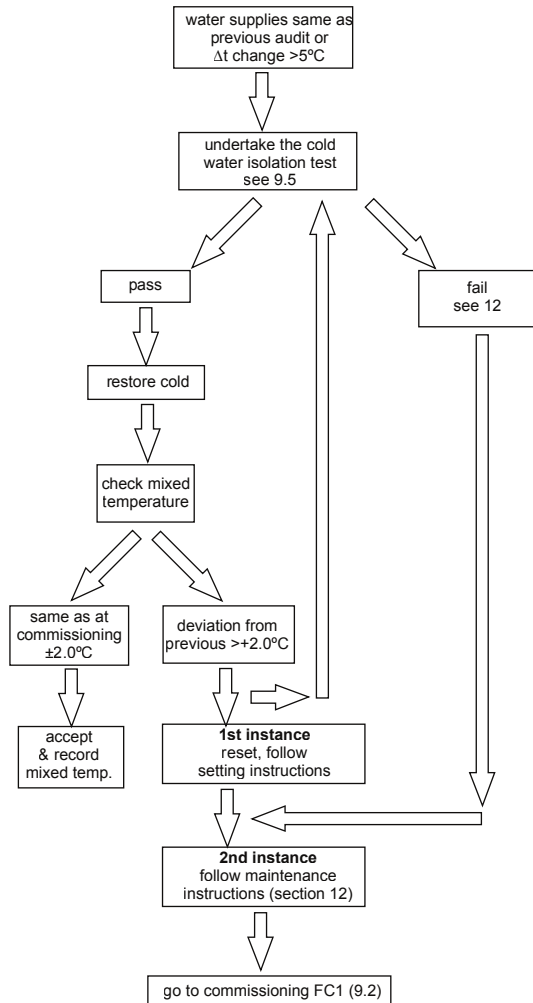 water supplies same as
previous audit or
Δt change >5ºC
undertake the cold
water isolation test
see 9.5
pass
fail
see 12
restore cold
check mixed
temperature
same as at
commissioning
±2.0ºC
deviation from
previous >+2.0ºC
accept
& record
mixed temp.
1st instance
reset, follow
setting instructions
2nd instance
follow maintenance
instructions (section 12)
go to commissioning FC1 (9.2)